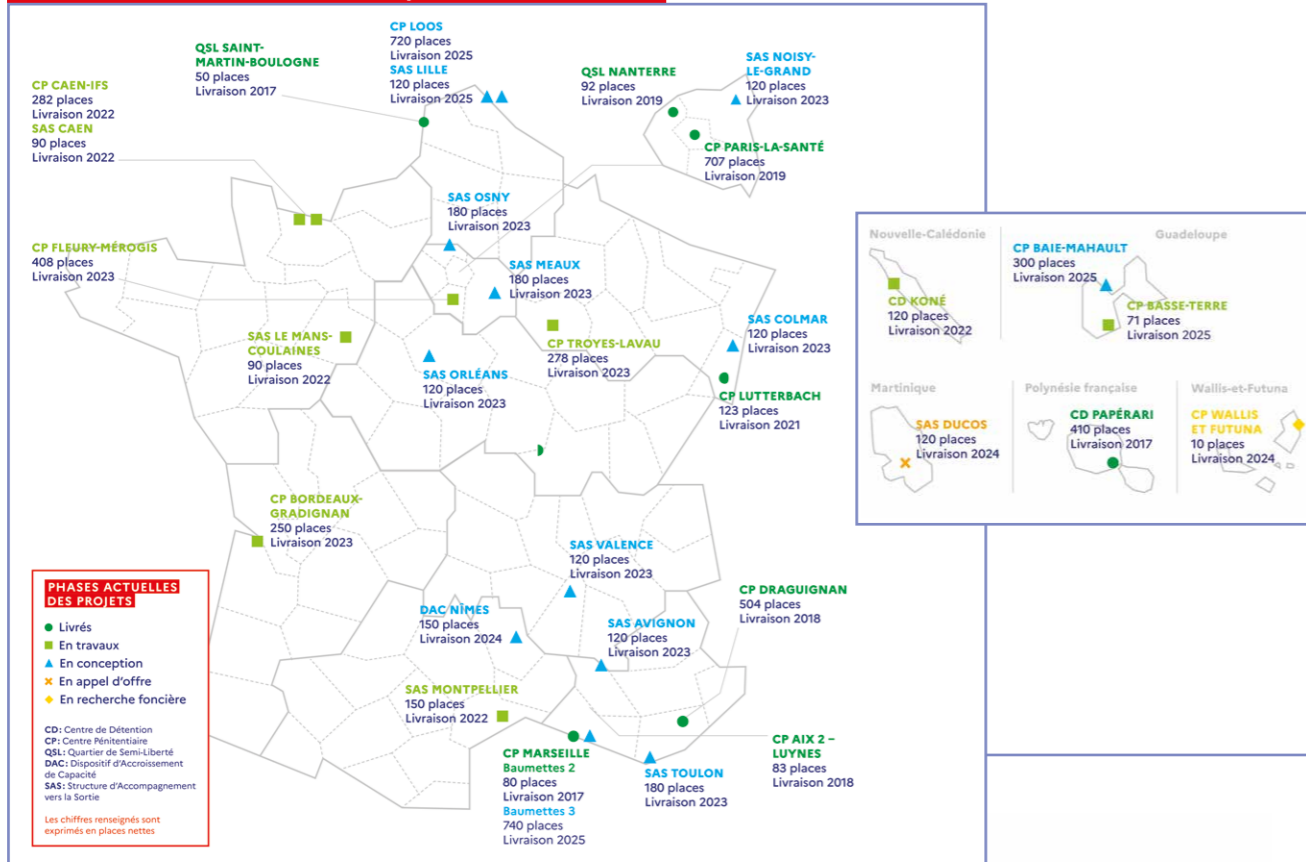 CP LOOS
720 places
Livraison 2025
SAS LILLE
120 places
Livraison 2025
QSL SAINT-
MARTIN-BOULOGNE
50 places
Livraison 2017
QSL NANTERRE
92 places
Livraison 2019
SAS NOISY-
LE-GRAND
120 places
Livraison 2023
CP PARIS-LA-SANTÉ
707 places
Livraison 2019
CP CAEN-IFS
282 places
Livraison 2022
SAS CAEN
90 places
Livraison 2022
SAS OSNY
180 places
Livraison 2023
CP FLEURY-MÉROGIS
408 places
Livraison 2023
SAS MEAUX
180 places
Livraison 2023
SAS LE MANS-
COULAINES
90 places
Livraison 2022
SAS ORLÉANS
120 places
Livraison 2023
CP TROYES-LAVAU
278 places
Livraison 2023
SAS COLMAR
120 places
Livraison 2023
CP LUTTERBACH
123 places
Livraison 2021
CP BORDEAUX-
GRADIGNAN
250 places
Livraison 2023
SAS VALENCE
120 places
Livraison 2023
DAC NÎMES
150 places
Livraison 2024
SAS AVIGNON
120 places
Livraison 2023
CP DRAGUIGNAN
504 places
Livraison 2018
SAS MONTPELLIER
150 places
Livraison 2022
CP MARSEILLE
Baumettes 2
80 places
Livraison 2017
Baumettes 3
740 places
Livraison 2025
SAS TOULON
180 places
Livraison 2023
CP AIX 2 –
LUYNES
83 places
Livraison 2018
PHASES ACTUELLES
DES PROJETS
Livrés
En travaux
En conception
En appel d'offre
En recherche foncière
CD : Centre de Détention
CP : Centre Pénitentiaire
QSL : Quartier de Semi-Liberté
DAC : Dispositif d'Accroissement
de Capacité
SAS : Structure d'Accompagnement
vers la Sortie
Les chiffres renseignés sont
exprimés en places nettes
Nouvelle-Calédonie
CD KONÉ
120 places
Livraison 2022
Guadeloupe
CP BAIE-MAHAULT
300 places
Livraison 2025
CP BASSE-TERRE
71 places
Livraison 2025
Martinique
SAS DUCOS
120 places
Livraison 2024
Polynésie française
CD PAPÉRARI
410 places
Livraison 2017
Wallis-et-Futuna
CP WALLIS
ET FUTUNA
10 places
Livraison 2024